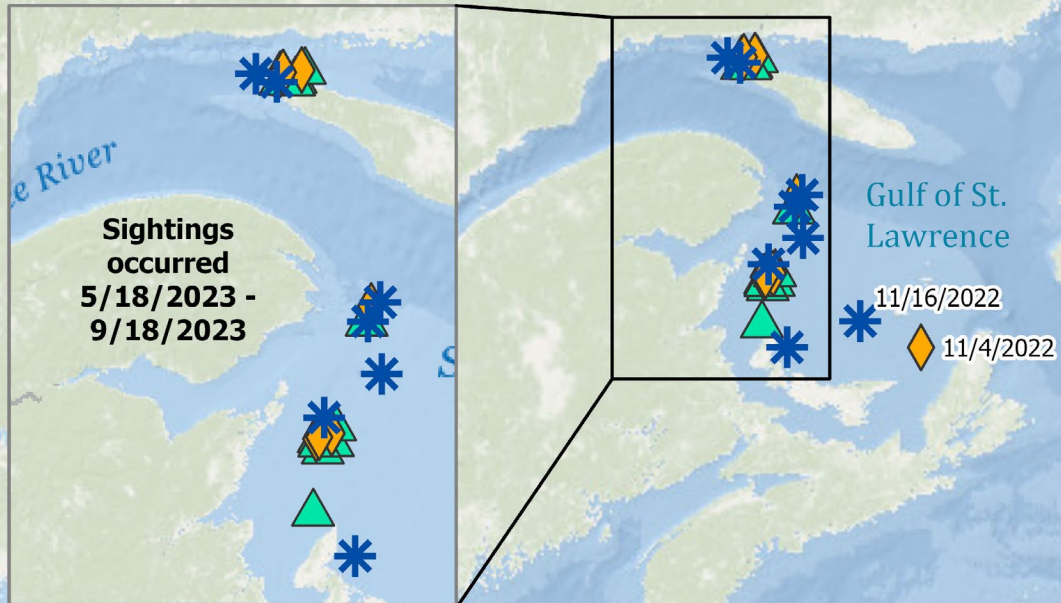 e River
Sightings
occurred
5/18/2023 -
9/18/2023
S
Gulf of St.
Lawrence
11/16/2022
11/4/2022